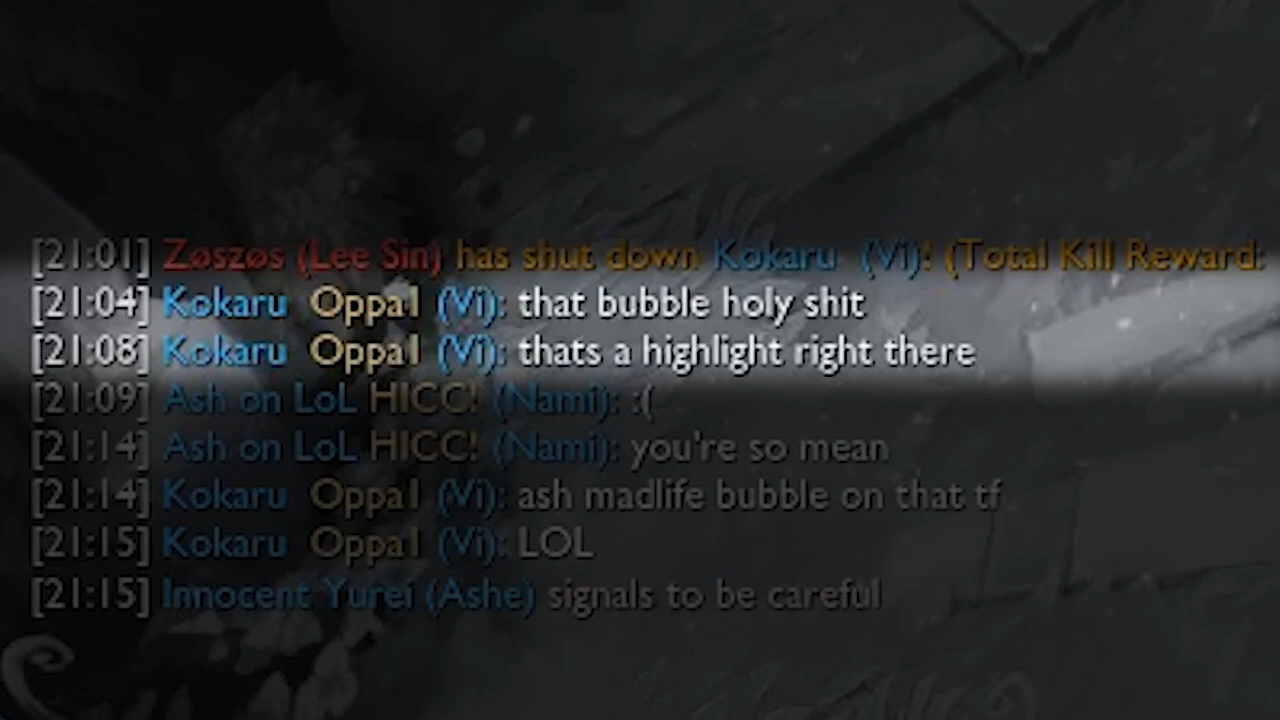 [21:01] Zøszøs (Lee Sin) has shut down Kokaru (Vi)! (Total Kill Reward:
[21:04] Kokaru Oppa1 (Vi): that bubble holy shit
[21:08] Kokaru Oppa1 (Vi): thats a highlight right there
[21:09] Ash on LoL HICC! (Nami): :(
[21:14] Ash on LoL HICC! (Nami): you're so mean
[21:14] Kokaru Oppa1 (Vi): ash madlife bubble on that tf
[21:15] Kokaru Oppa1 (Vi): LOL
[21:15] Innocent Yurei (Ashe) signals to be careful